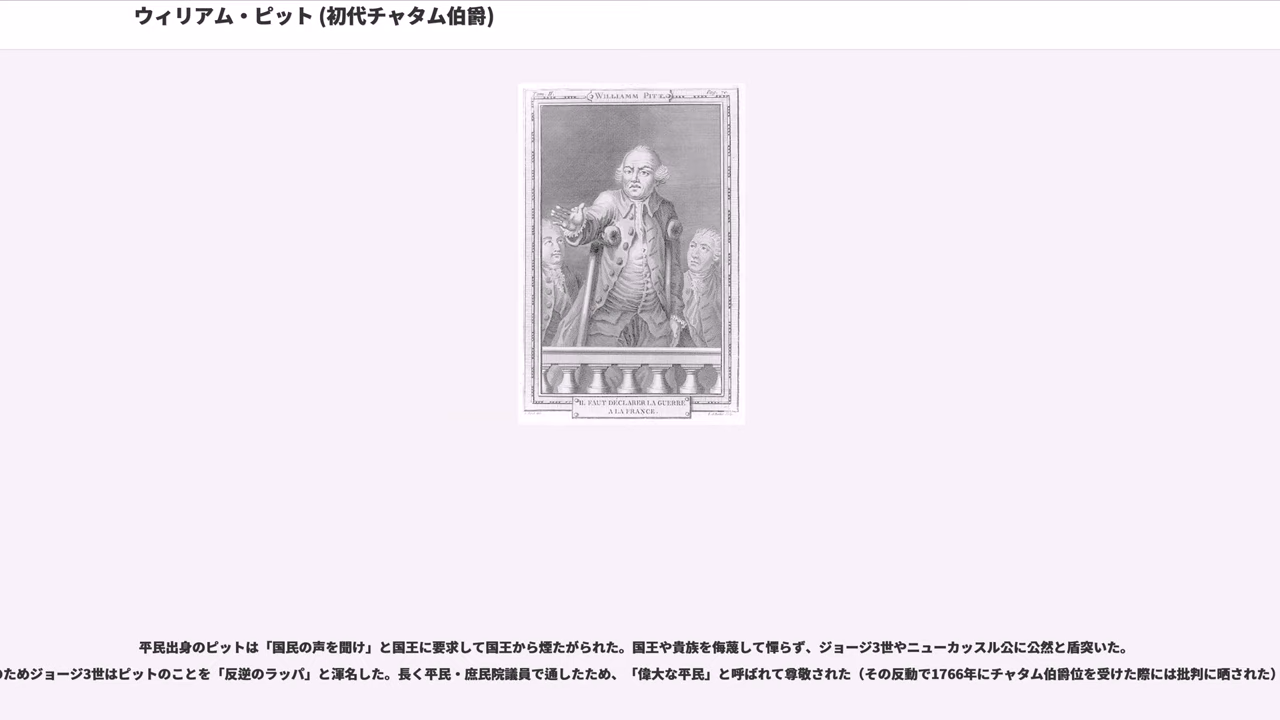 ウィリアム・ピット (初代チャタム伯爵)
WILLIAMM PITT.
IL FAUT DECLARER LA GUERRE
A LA FRANCE.
平民出身のピットは「国民の声を聞け」と国王に要求して国王から煙たがられた。国王や貴族を侮蔑して憚らず、ジョージ3世やニューカッスル公に公然と盾突いた。
のためジョージ3世はピットのことを「反逆のラッパ」と渾名した。長く平民・庶民院議員で通したため、「偉大な平民」と呼ばれて尊敬された（その反動で1766年にチャタム伯爵位を受けた際には批判に晒された）